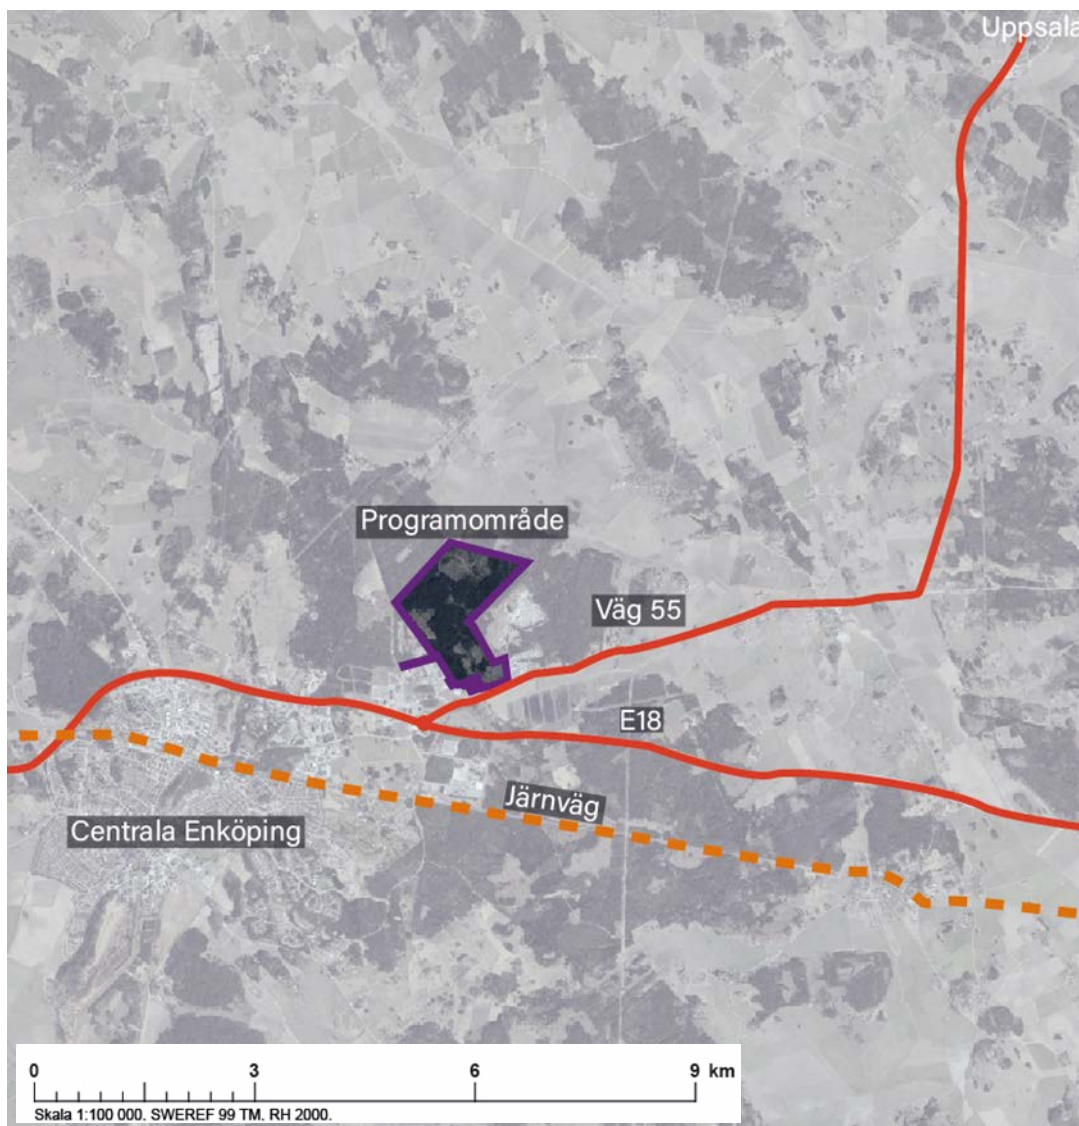 Uppsala
Programområde
Väg 55
E18
Järnväg
Centrala Enköping
0 3 6 9 km
Skala 1:100 000. SWEREF 99 TM. RH 2000.